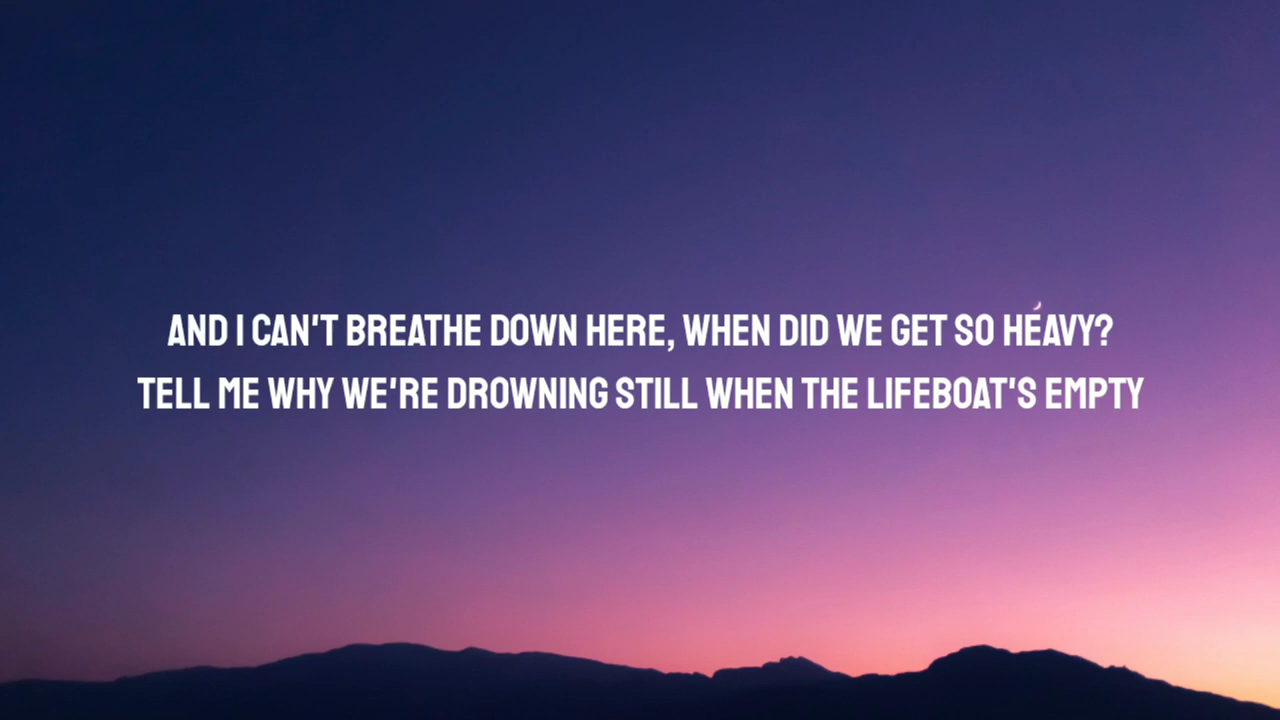 AND I CAN'T BREATHE DOWN HERE, WHEN DID WE GET SO HEAVY?
TELL ME WHY WE'RE DROWNING STILL WHEN THE LIFEBOAT'S EMPTY